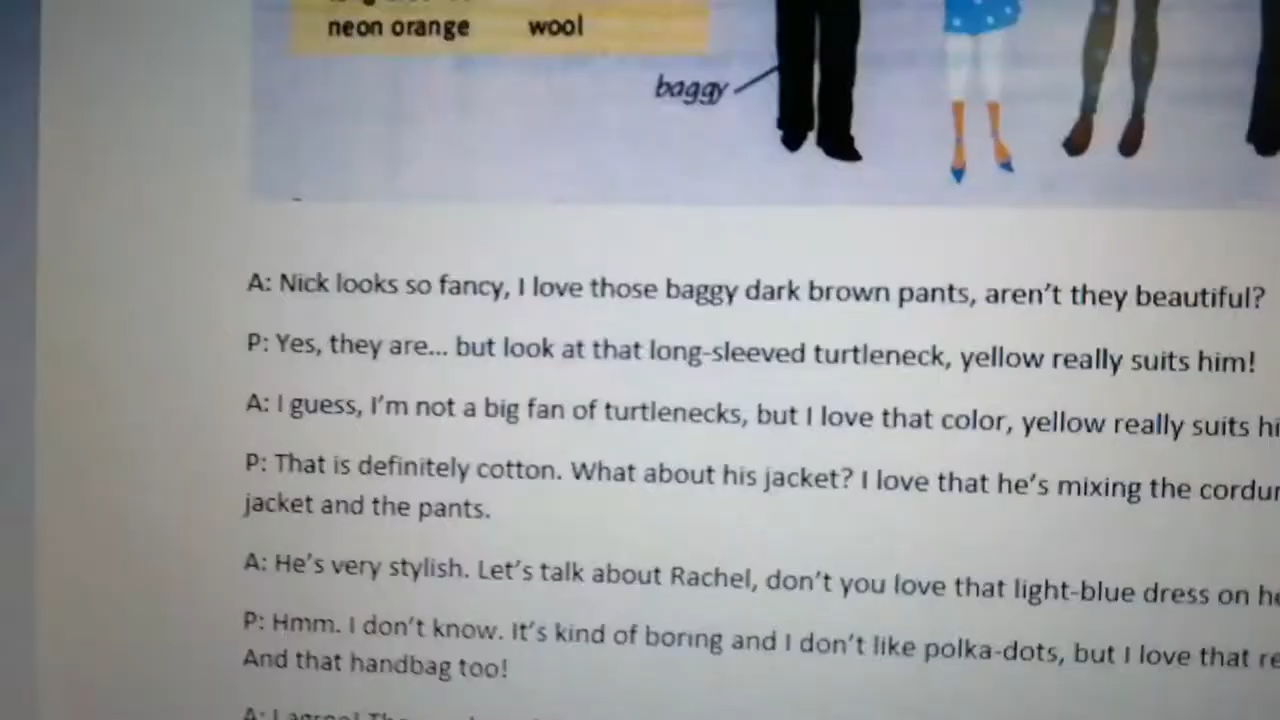 neon orange wool
baggy
A: Nick looks so fancy, I love those baggy dark brown pants, aren't they beautiful?
P: Yes, they are... but look at that long-sleeved turtleneck, yellow really suits him!
A: I guess, I'm not a big fan of turtlenecks, but I love that color, yellow really suits
P: That is definitely cotton. What about his jacket? I love that he's mixing the
jacket and the pants.
A: He's very stylish. Let's talk about Rachel, don't you love that light-blue dress on
P: Hmm. I don't know. It's kind of boring and I don't like polka-dots, but I love that
And that handbag too!
A: I agree!